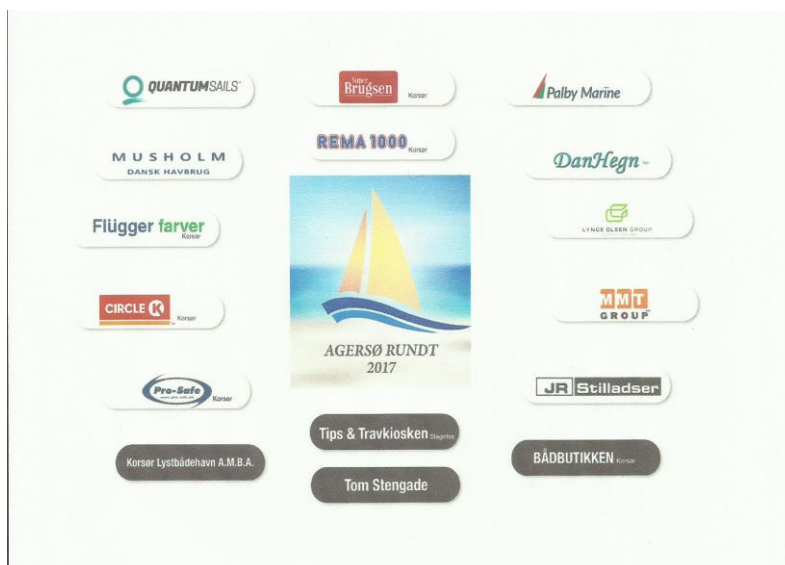 QUANTUMSAILS
MUSHOLM
DANSK HAVBRUG
Flügger farver
Korsør
CIRCLE K
Korsør
Pro-Safe
Korsør
Korsør Lystbådehavn A.M.B.A.
Super
Brugsen
Korsør
REMA 1000
Korsør
AGERSØ RUNDT
2017
Tips & Travkiosken
Tom Stengade
Palby Marine
DanHegn
LYNGE OLSEN GROUP
MMT
GROUP
JR Stilladser
BÅDBUTIKKEN Korsør